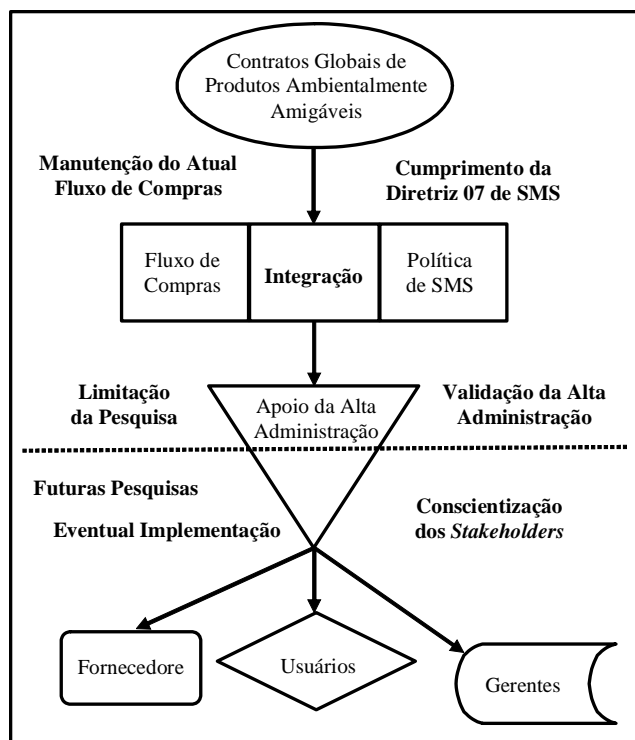 Contratos Globais de
Produtos Ambientalmente
Amigáveis
Manutenção do Atual
Fluxo de Compras
Cumprimento da
Diretriz 07 de SMS
Fluxo de
Compras
Integração
Política
de SMS
Limitação
da Pesquisa
Apoio da Alta
Administração
Validação da Alta
Administração
Futuras Pesquisas
Eventual Implementação
Conscientização
dos Stakeholders
Fornecedore
Usuários
Gerentes